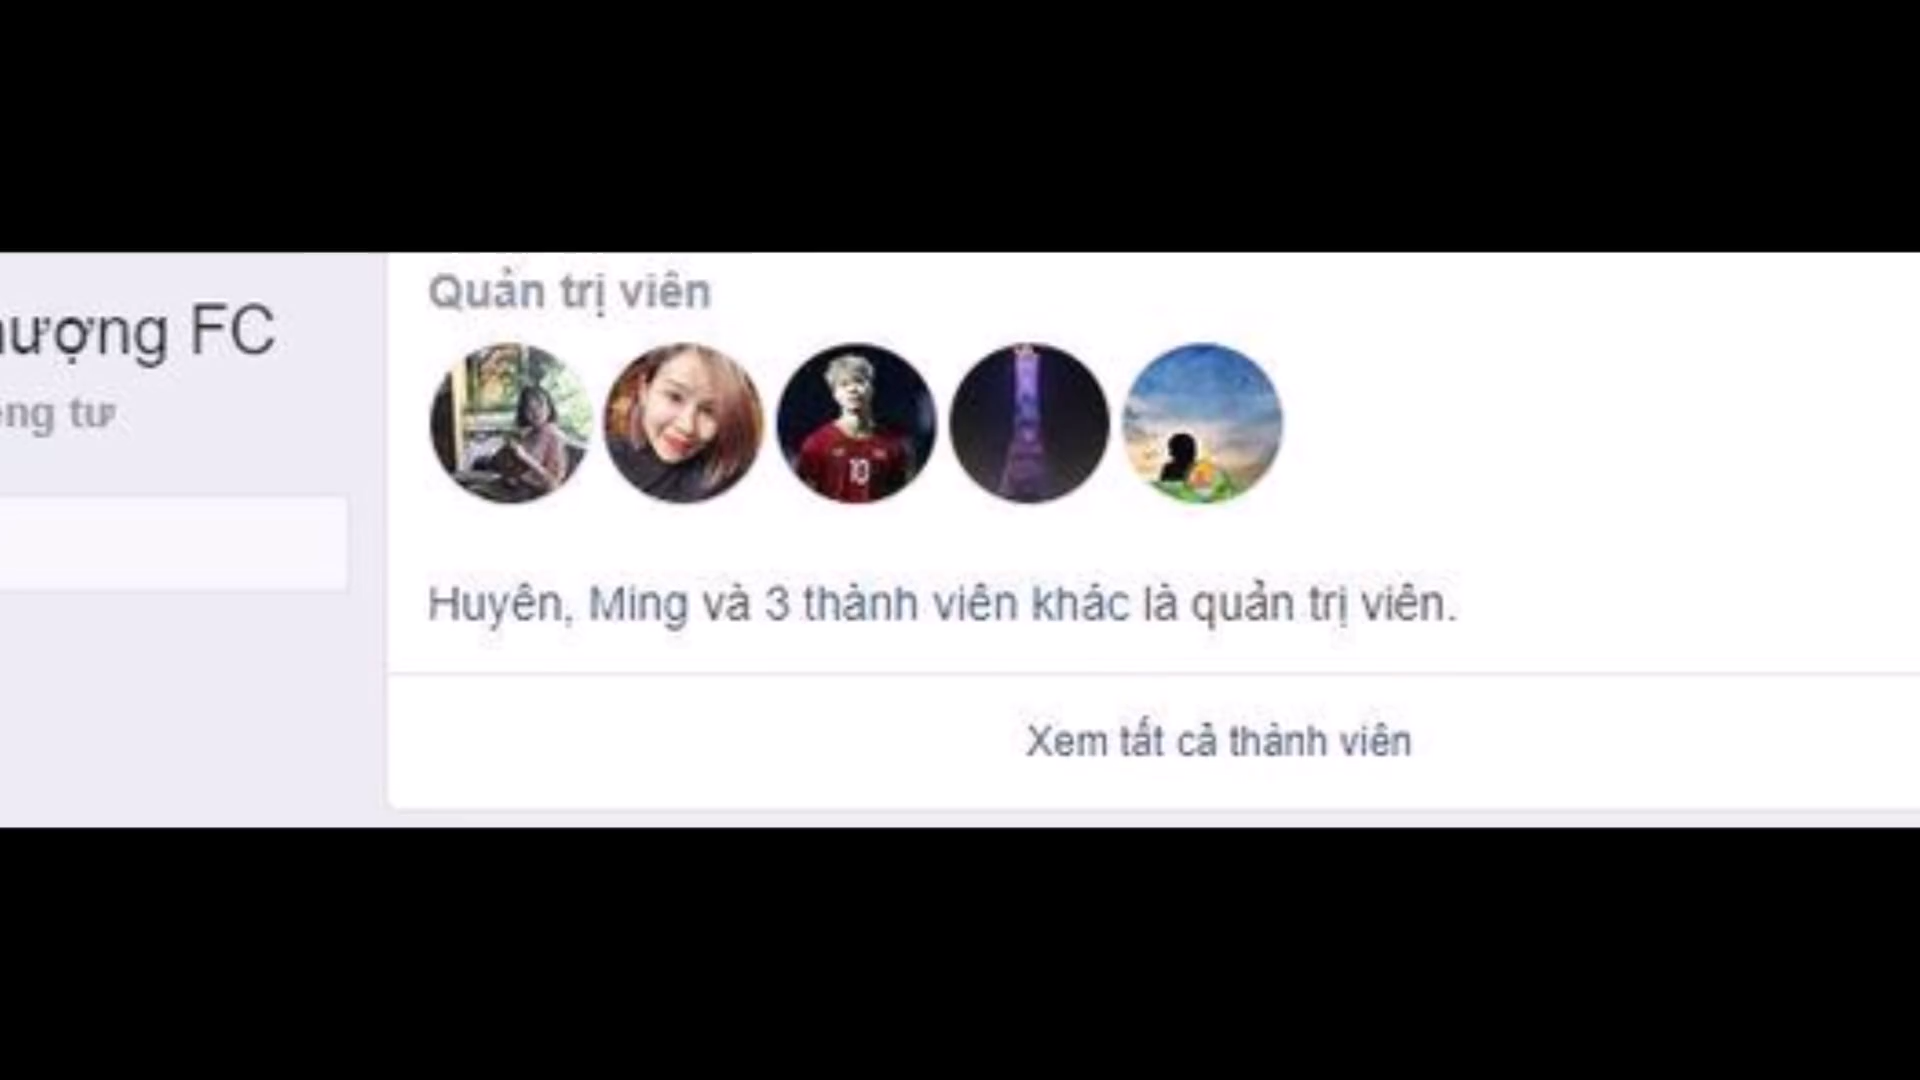 ượng FC
ng tư
Quản trị viên
10
Huyên, Ming và 3 thành viên khác là quản trị viên.
Xem tất cả thành viên